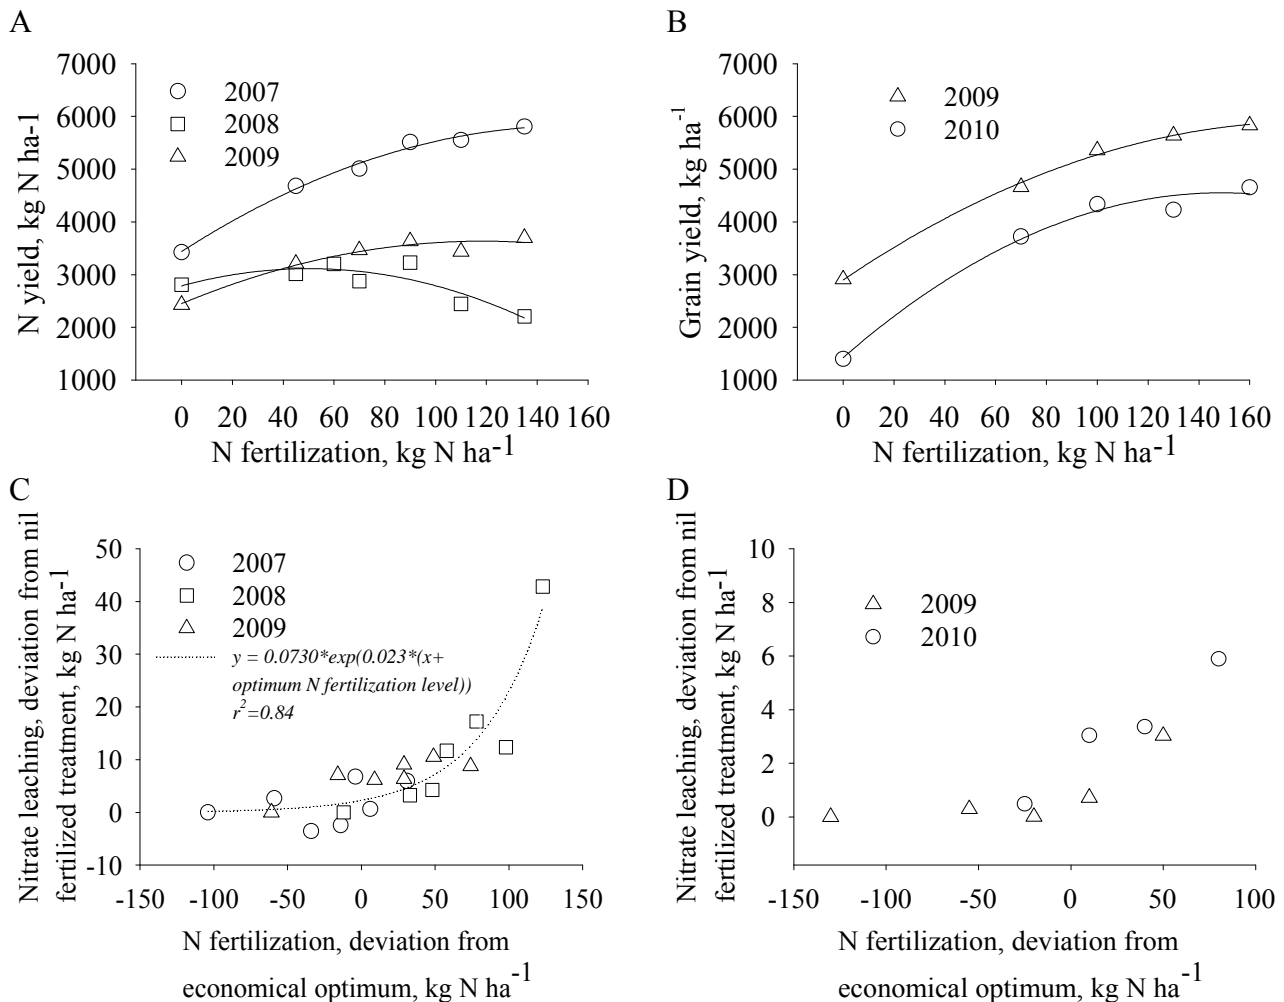 A
7000
6000
5000
4000
3000
2000
1000
N yield, kg N ha-1
2007
2008
2009
0 20 40 60 80 100 120 140 160
N fertilization, kg N ha-1
B
7000
6000
5000
4000
3000
2000
1000
Grain yield, kg ha-1
2009
2010
0 20 40 60 80 100 120 140 160
N fertilization, kg N ha-1
C
Nitrate leaching, deviation from nil
fertilized treatment, kg N ha-1
50
40
30
20
10
0
-10
2007
2008
2009
y = 0.0730*exp(0.023*(x+
optimum N fertilization level))
r2=0.84
-150 -100 -50 0 50 100 150
N fertilization, deviation from
economical optimum, kg N ha-1
D
Nitrate leaching, deviation from nil
fertilized treatment, kg N ha-1
10
8
6
4
2
0
2009
2010
-150 -100 -50 0 50 100
N fertilization, deviation from
economical optimum, kg N ha-1